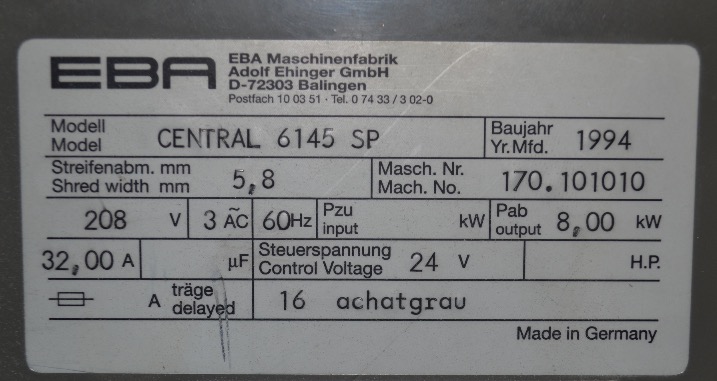 EBA
EBA Maschinenfabrik
Adolf Ehinger GmbH
D-72303 Balingen
Postfach 10 03 51 · Tel. 0 74 33 / 3 02-0
Modell
Model
CENTRAL 6145 SP
Baujahr
Yr.Mfd.
1994
Streifenabm. mm
Shred width mm
5,8
Masch. Nr.
Mach. No.
170.101010
208 V
3 AC ~
60Hz
Pzu
input
kW
Pab
output
8,00 kW
32,00 A
µF
Steuerspannung
Control Voltage
24 V
H.P.
A
träge
delayed
16 achatgrau
Made in Germany